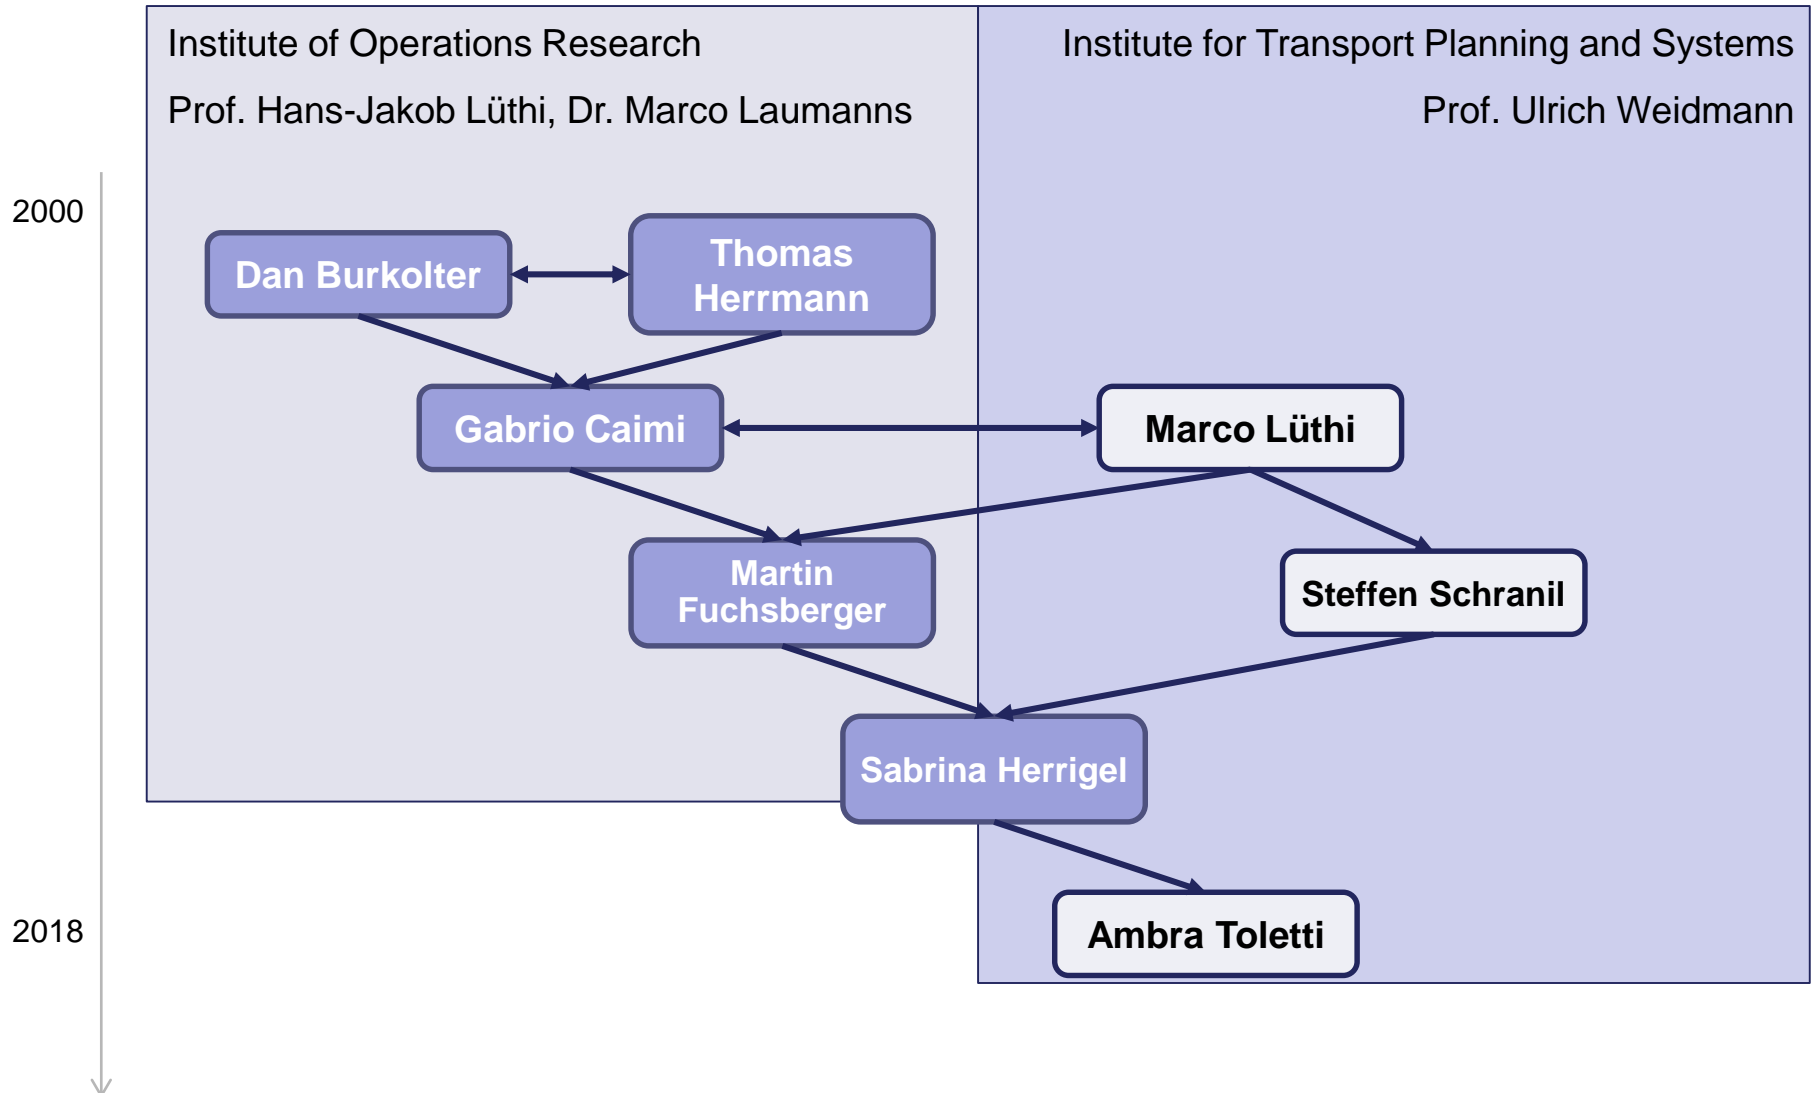 Institute of Operations Research
Prof. Hans-Jakob Lüthi, Dr. Marco Laumanns
Institute for Transport Planning and Systems
Prof. Ulrich Weidmann
2000
Dan Burkolter
Thomas
Herrmann
Gabrio Caimi
Marco Lüthi
Martin
Fuchsberger
Steffen Schranil
Sabrina Herrigel
2018
Ambra Toletti